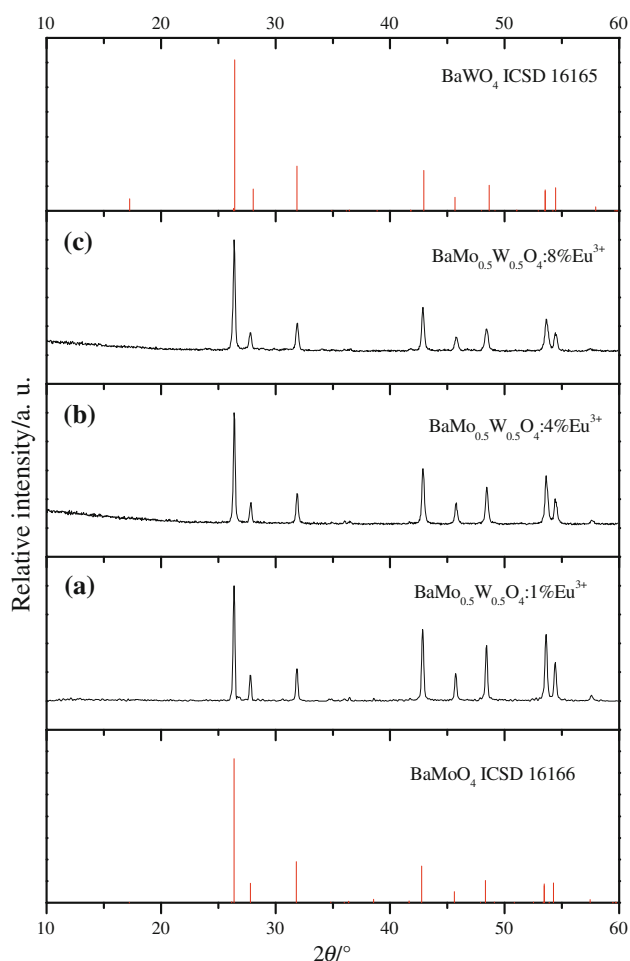 10 20 30 40 50 60
BaWO₄ ICSD 16165
(c)
BaMo₀.₅W₀.₅O₄:8%Eu³⁺
(b)
BaMo₀.₅W₀.₅O₄:4%Eu³⁺
(a)
BaMo₀.₅W₀.₅O₄:1%Eu³⁺
BaMoO₄ ICSD 16166
Relative intensity/a. u.
10 20 30 40 50 60
2θ/°